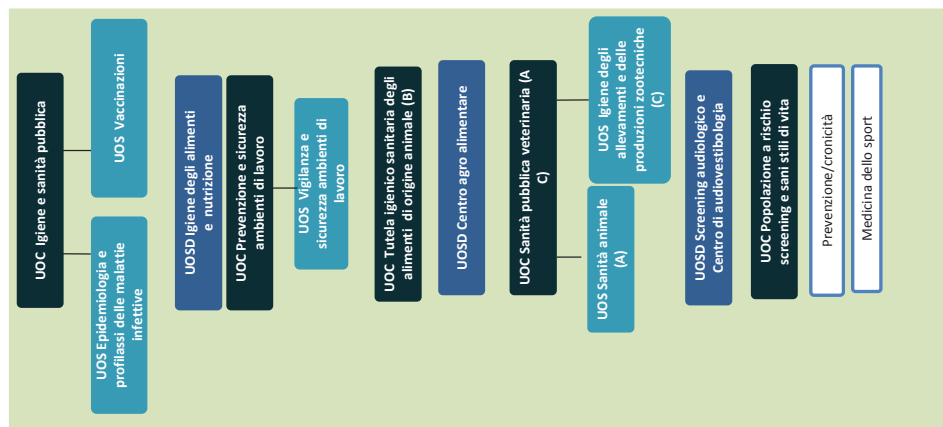 UOC Igiene e sanità pubblica
UOS Epidemiologia e
profilassi delle malattie
infettive
UOS Vaccinazioni
UOSD Igiene degli alimenti
e nutrizione
UOC Prevenzione e sicurezza
ambienti di lavoro
UOS Vigilanza e
sicurezza ambienti di
lavoro
UOC Tutela igienico sanitaria degli
alimenti di origine animale (B)
UOSD Centro agro alimentare
UOC Sanità pubblica veterinaria (A
C)
UOS Sanità animale
(A)
UOS Igiene degli
allevamenti e delle
produzioni zootecniche
(C)
UOSD Screening audiologico e
Centro di audiovestibologia
UOC Popolazione a rischio
screening e sani stili di vita
Prevenzione/cronicità
Medicina dello sport